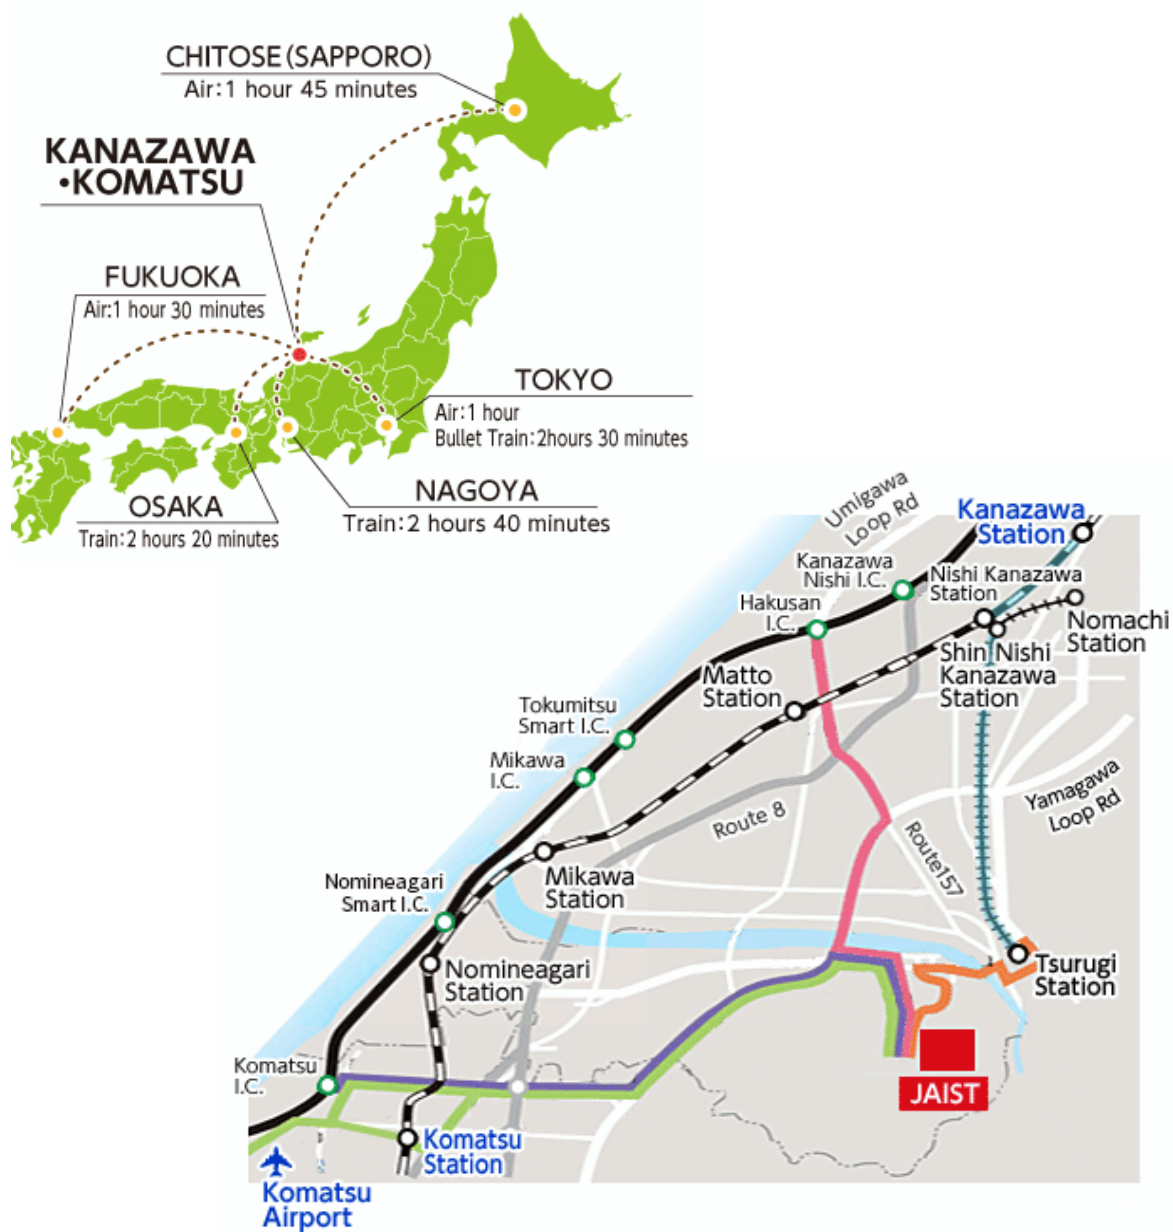 CHITOSE (SAPPORO)
Air:1 hour 45 minutes
KANAZAWA
•KOMATSU
FUKUOKA
Air:1 hour 30 minutes
TOKYO
Air:1 hour
Bullet Train:2hours 30 minutes
NAGOYA
Train:2 hours 40 minutes
OSAKA
Train:2 hours 20 minutes
Umigawa
Loop Rd
Kanazawa
Station
Kanazawa
Nishi I.C.
Nishi Kanazawa
Station
Hakusan
I.C.
Nomachi
Station
Shin Nishi
Kanazawa
Station
Matto
Station
Tokumitsu
Smart I.C.
Mikawa
I.C.
Yamagawa
Loop Rd
Route 8
Route157
Mikawa
Station
Nomineagari
Smart I.C.
Nomineagari
Station
Tsurugi
Station
Komatsu
I.C.
JAIST
Komatsu
Station
Komatsu
Airport